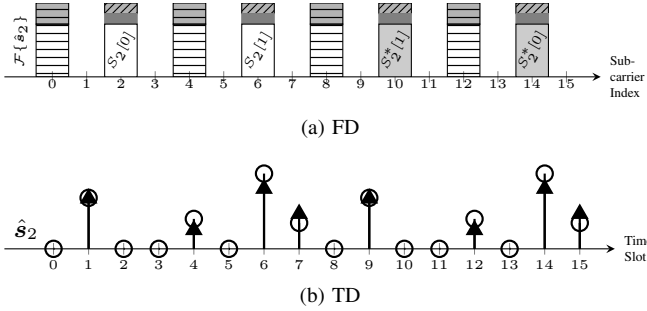 𝓕{ŝ₂}
S₂[0] S₂[1] S₂*[1] S₂*[0]
0 1 2 3 4 5 6 7 8 9 10 11 12 13 14 15
Sub-
carrier
Index
(a) FD
ŝ₂
0 1 2 3 4 5 6 7 8 9 10 11 12 13 14 15
Slot
(b) TD